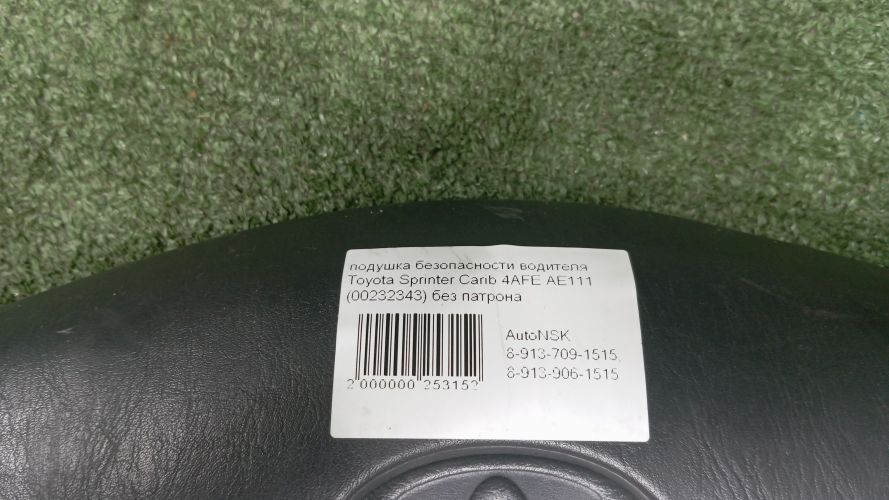 подушка безопасности водителя
Toyota Sprinter Carib 4AFE AE111
(00232343) без патрона
AutoNSK
8-913-709-1515,
8-913-906-1515
2 000000 253152